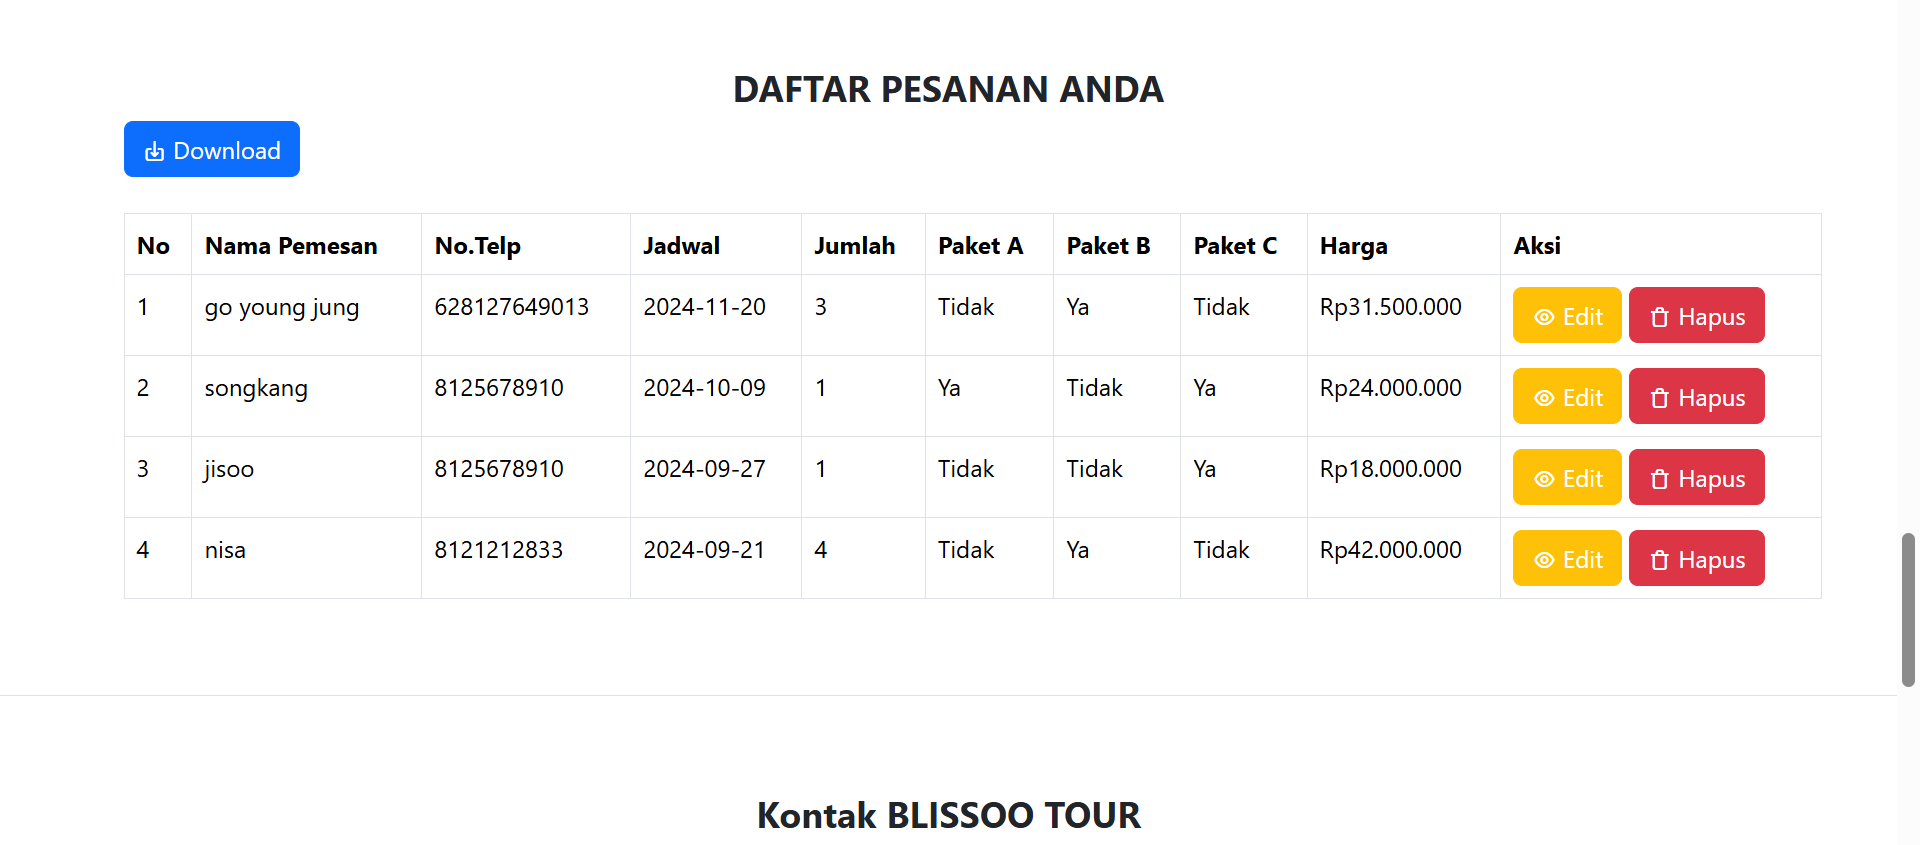 DAFTAR PESANAN ANDA
Download
No Nama Pemesan No.Telp Jadwal Jumlah Paket A Paket B Paket C Harga Aksi
1 go young jung 628127649013 2024-11-20 3 Tidak Ya Tidak Rp31.500.000 Edit Hapus
2 songkang 8125678910 2024-10-09 1 Ya Tidak Ya Rp24.000.000 Edit Hapus
3 jisoo 8125678910 2024-09-27 1 Tidak Tidak Ya Rp18.000.000 Edit Hapus
4 nisa 8121212833 2024-09-21 4 Tidak Ya Tidak Rp42.000.000 Edit Hapus
Kontak BLISSOO TOUR